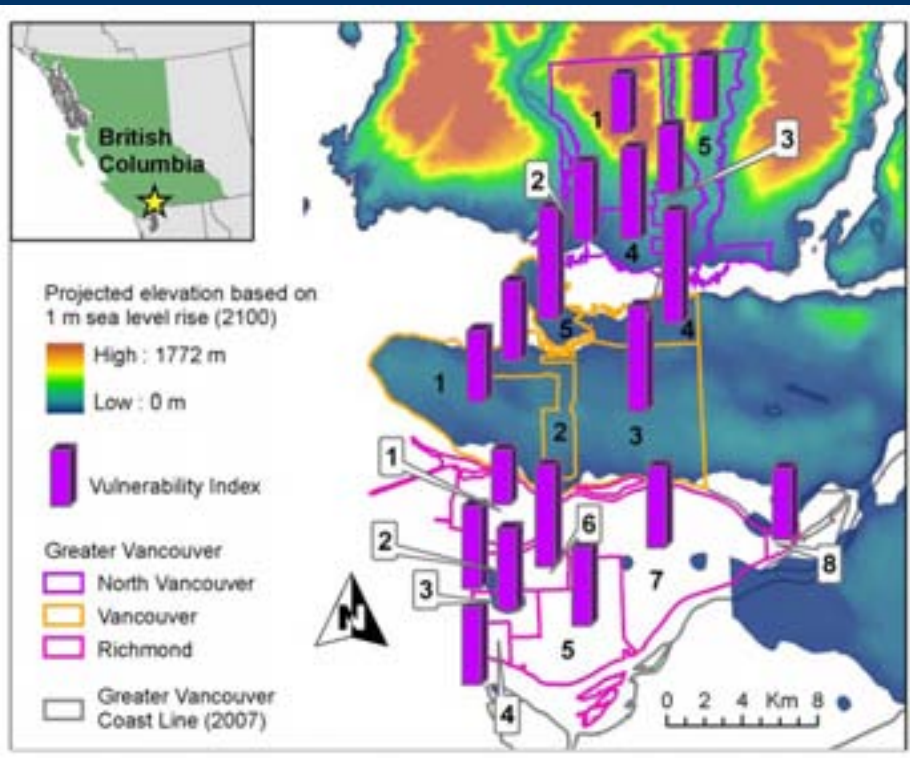 British
Columbia
Projected elevation based on
1 m sea level rise (2100)
High : 1772 m
Low : 0 m
Vulnerability Index
Greater Vancouver
North Vancouver
Vancouver
Richmond
Greater Vancouver
Coast Line (2007)
N
1
5
3
2
4
5
4
1
2
3
1
2
6
3
7
8
5
4
0 2 4 Km 8